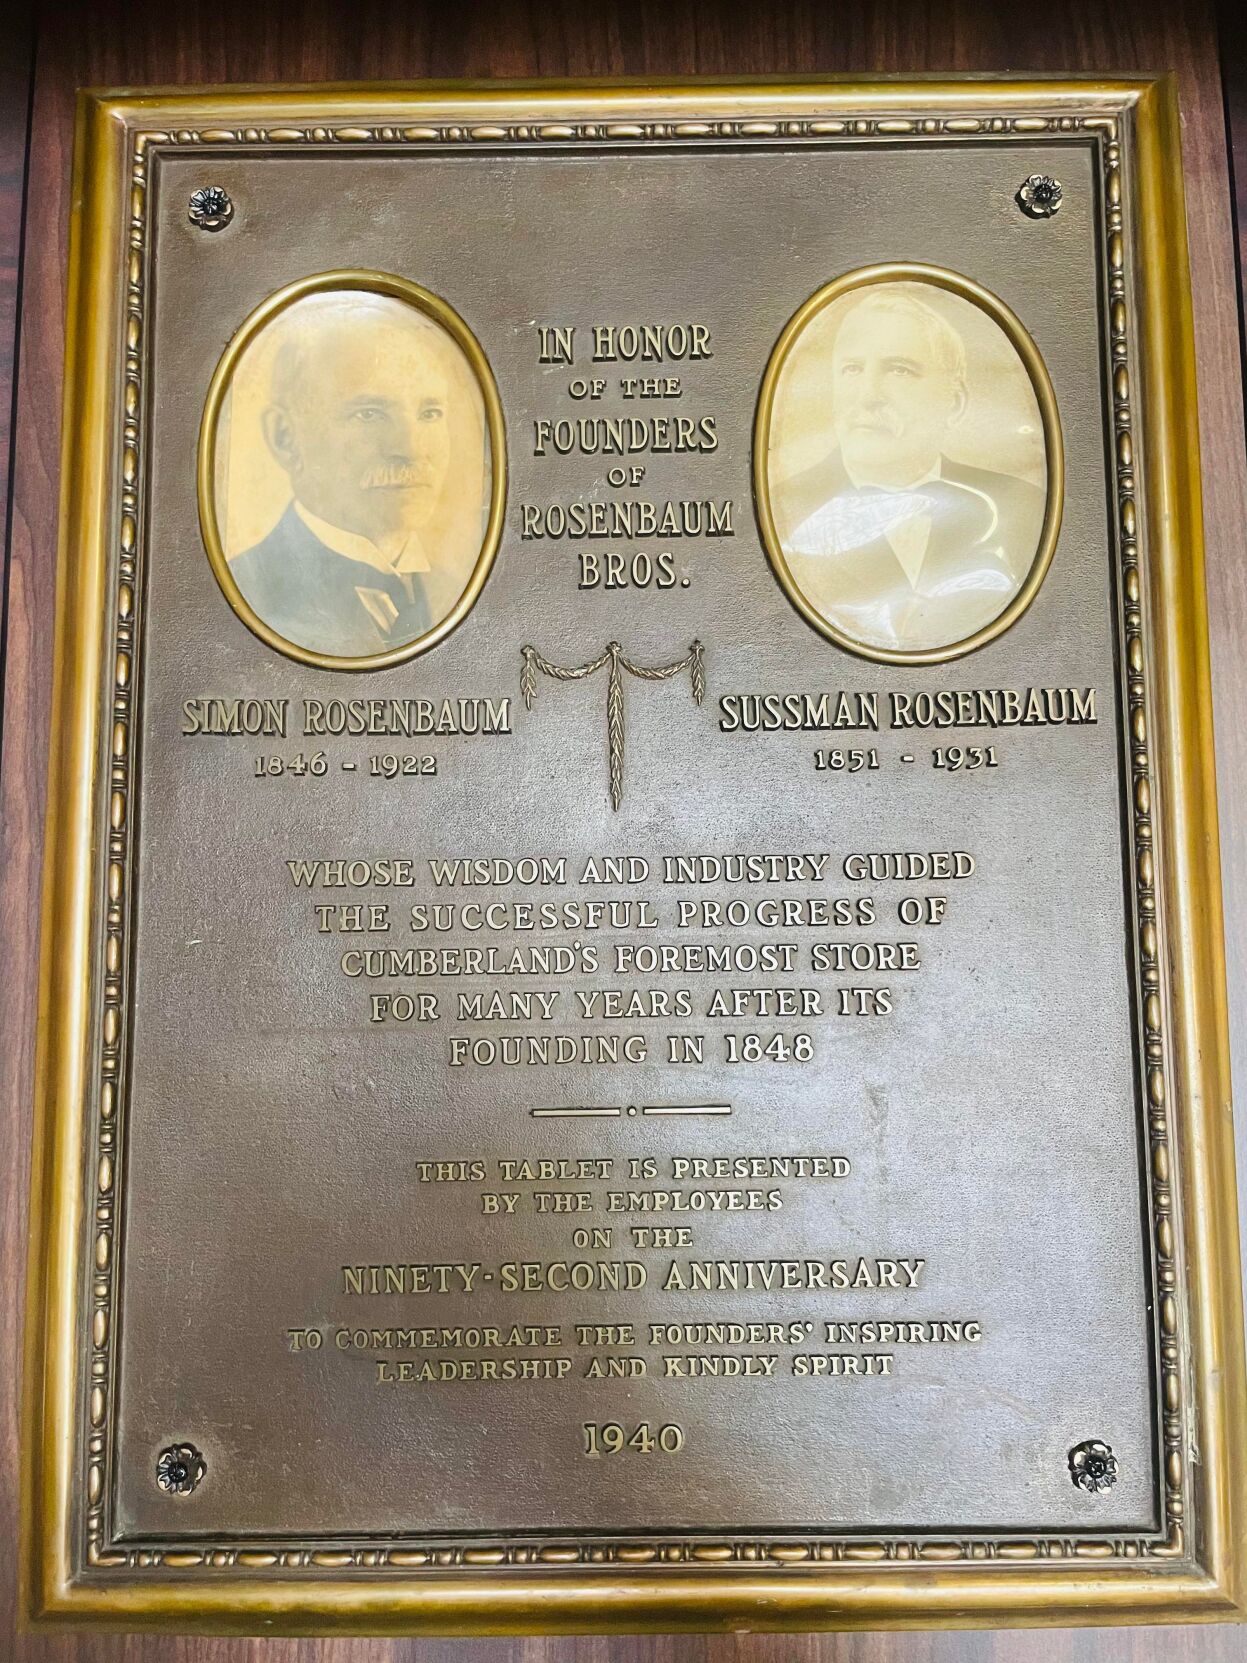 IN HONOR
OF THE
FOUNDERS
OF
ROSENBAUM
BROS.
SIMON ROSENBAUM
1846 - 1922
SUSSMAN ROSENBAUM
1851 - 1931
WHOSE WISDOM AND INDUSTRY GUIDED
THE SUCCESSFUL PROGRESS OF
CUMBERLAND'S FOREMOST STORE
FOR MANY YEARS AFTER ITS
FOUNDING IN 1848
THIS TABLET IS PRESENTED
BY THE EMPLOYEES
ON THE
NINETY-SECOND ANNIVERSARY
TO COMMEMORATE THE FOUNDERS' INSPIRING
LEADERSHIP AND KINDLY SPIRIT
1940